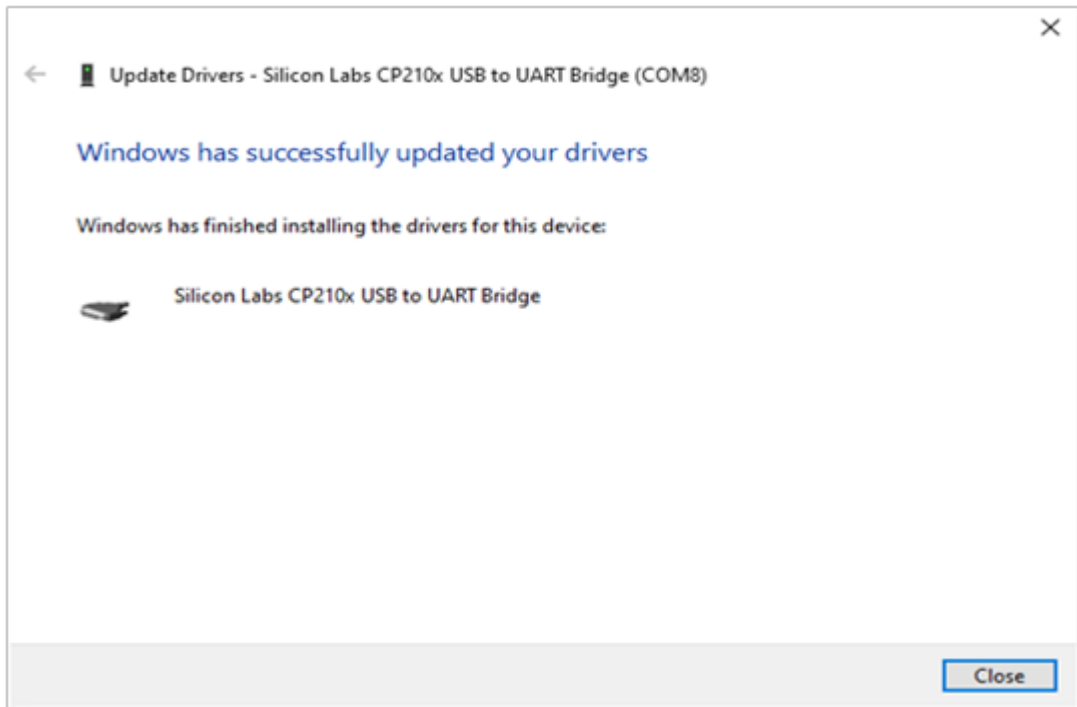 Update Drivers - Silicon Labs CP210x USB to UART Bridge (COM8)
Windows has successfully updated your drivers
Windows has finished installing the drivers for this device:
Silicon Labs CP210x USB to UART Bridge
Close